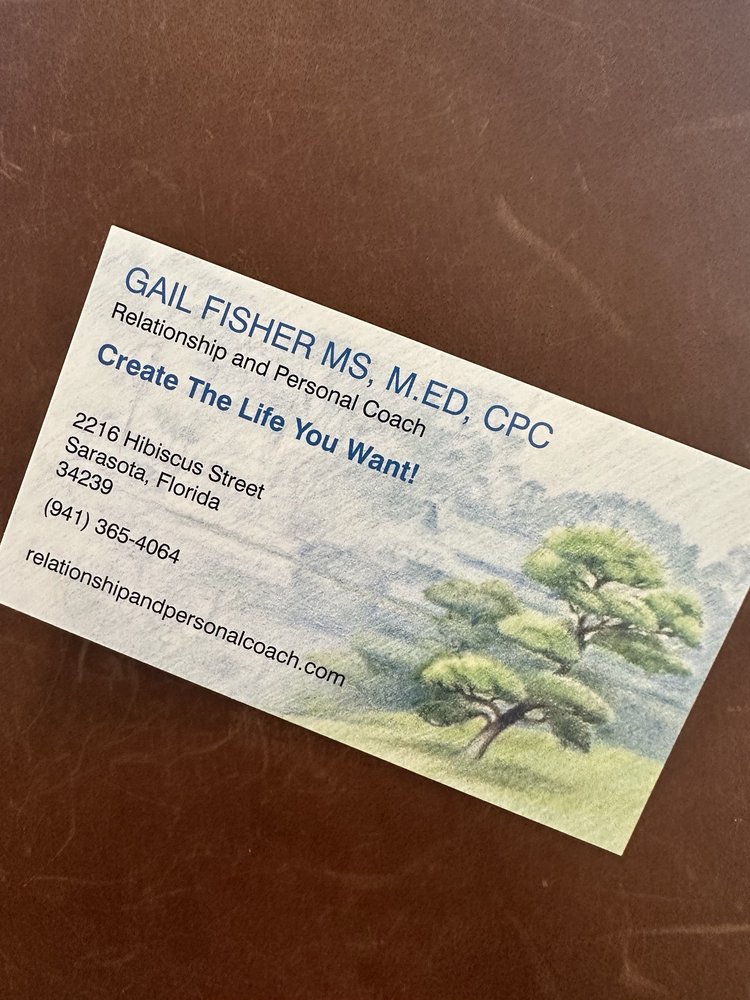 GAIL FISHER MS, M.ED, CPC
Relationship and Personal Coach
Create The Life You Want!
2216 Hibiscus Street
Sarasota, Florida
34239
(941) 365-4064
relationshipandpersonalcoach.com